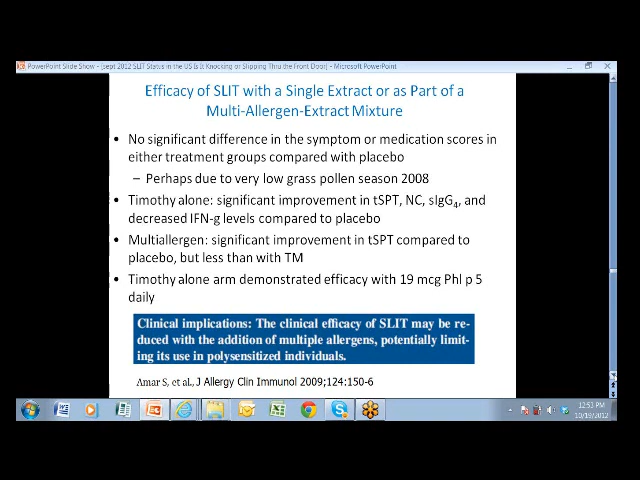 PowerPoint Slide Show - [sept 2012 SLIT Status in the US Is It Knocking or Slipping Thru the Front Door] - Microsoft PowerPoint
Efficacy of SLIT with a Single Extract or as Part of a
Multi-Allergen-Extract Mixture
• No significant difference in the symptom or medication scores in
either treatment groups compared with placebo
– Perhaps due to very low grass pollen season 2008
• Timothy alone: significant improvement in tSPT, NC, sIgG4, and
decreased IFN-g levels compared to placebo
• Multiallergen: significant improvement in tSPT compared to
placebo, but less than with TM
• Timothy alone arm demonstrated efficacy with 19 mcg Phl p 5
daily
Clinical implications: The clinical efficacy of SLIT may be re-
duced with the addition of multiple allergens, potentially limit-
ing its use in polysensitized individuals.
Amar S, et al., J Allergy Clin Immunol 2009;124:150-6
12:53 PM
10/19/2012